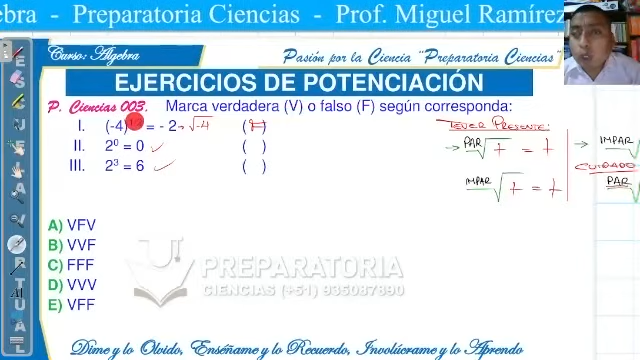 ebra  -  Preparatoria Ciencias  -  Prof. Miguel Ramírez
Curso: Algebra
Pasión por la Ciencia "Preparatoria Ciencias"
EJERCICIOS DE POTENCIACIÓN
P. Ciencias 003. Marca verdadera (V) o falso (F) según corresponda:
I. (-4) = - 2 → √-4 ( F )
II. 2⁰ = 0 ( )
III. 2³ = 6 ( )
TENER PRESENTE:
→ PAR√+ = +
IMPAR√+ = +
→ IMPAR√
CUIDADO
PAR√
A) VFV
B) VVF
C) FFF
D) VVV
E) VFF
PREPARATORIA
CIENCIAS (+51) 935087890
Dime y lo Olvido, Enséñame y lo Recuerdo, Involúcrame y lo Aprendo